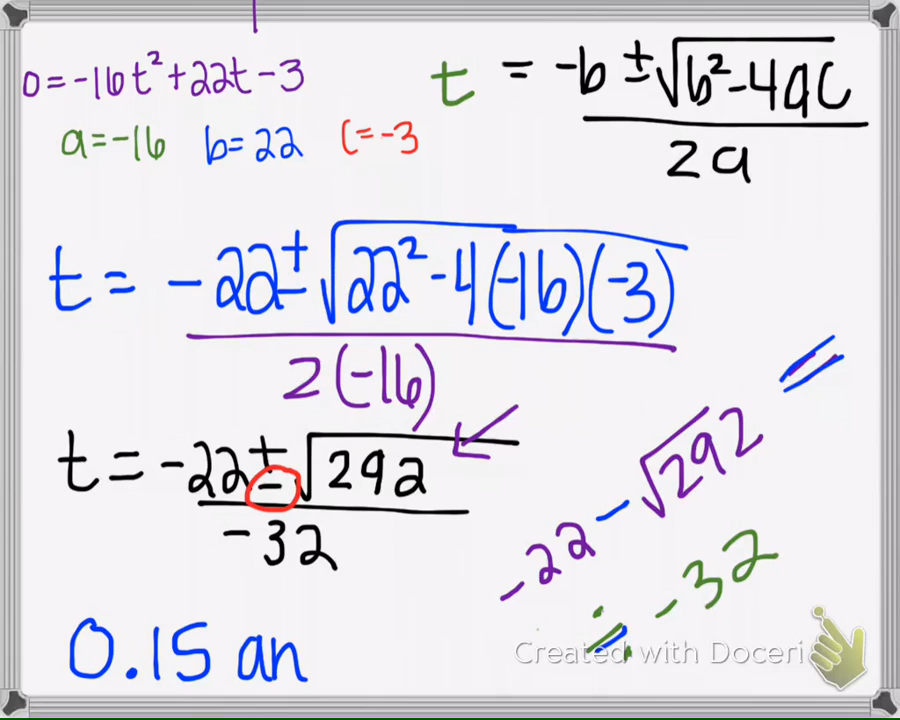 0 = -16t² + 22t - 3
a = -16 b = 22 c = -3
t = -b ± √b² - 4ac
2a
t = -22 ± √22² - 4(-16)(-3)
2(-16)
t = -22 ± √292
-32
-22 - √292 =
÷ -32 =
0.15 an
Created with Doceri